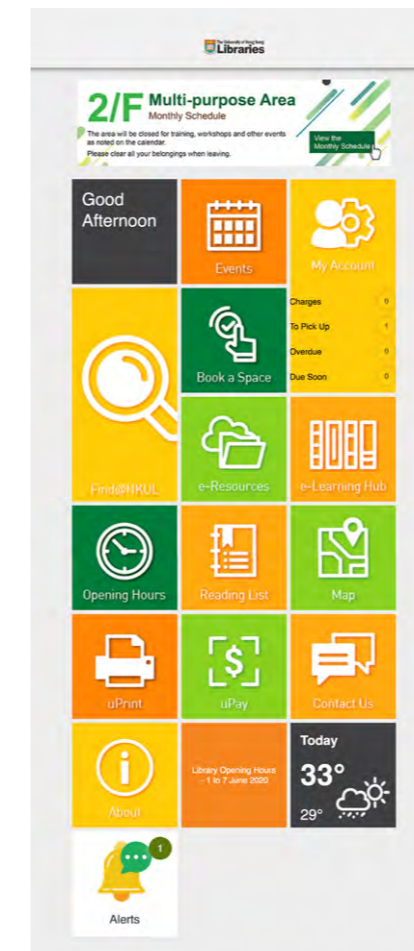 The University of Hong Kong
Libraries
2/F Multi-purpose Area
Monthly Schedule
The area will be closed for training, workshops and other events
as noted on the calendar.
Please clear all your belongings when leaving.
View the
Monthly Schedule
Good
Afternoon
Events
My Account
Charges 0
To Pick Up 1
Overdue 0
Due Soon 0
Book a Space
Find@HKUL
e-Resources
e-Learning Hub
Opening Hours
Reading List
Map
uPrint
$
uPay
Contact Us
About
Library Opening Hours
– 1 to 7 June 2020
Today
33°
29°
1
Alerts